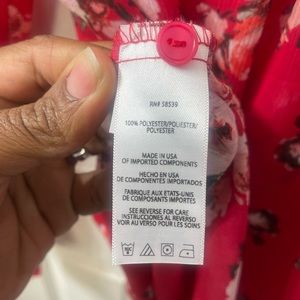 RN# 58539
100% POLYESTER/POLIESTER/
POLYESTER
MADE IN USA
OF IMPORTED COMPONENTS
HECHO EN USA
DE COMPONENTES IMPORTADOS
FABRIQUE AUX ETATS-UNIS
DE COMPOSANTS IMPORTES
SEE REVERSE FOR CARE
INSTRUCCIONES AL REVERSO
VOIR AU VERSO POUR LES SOINS